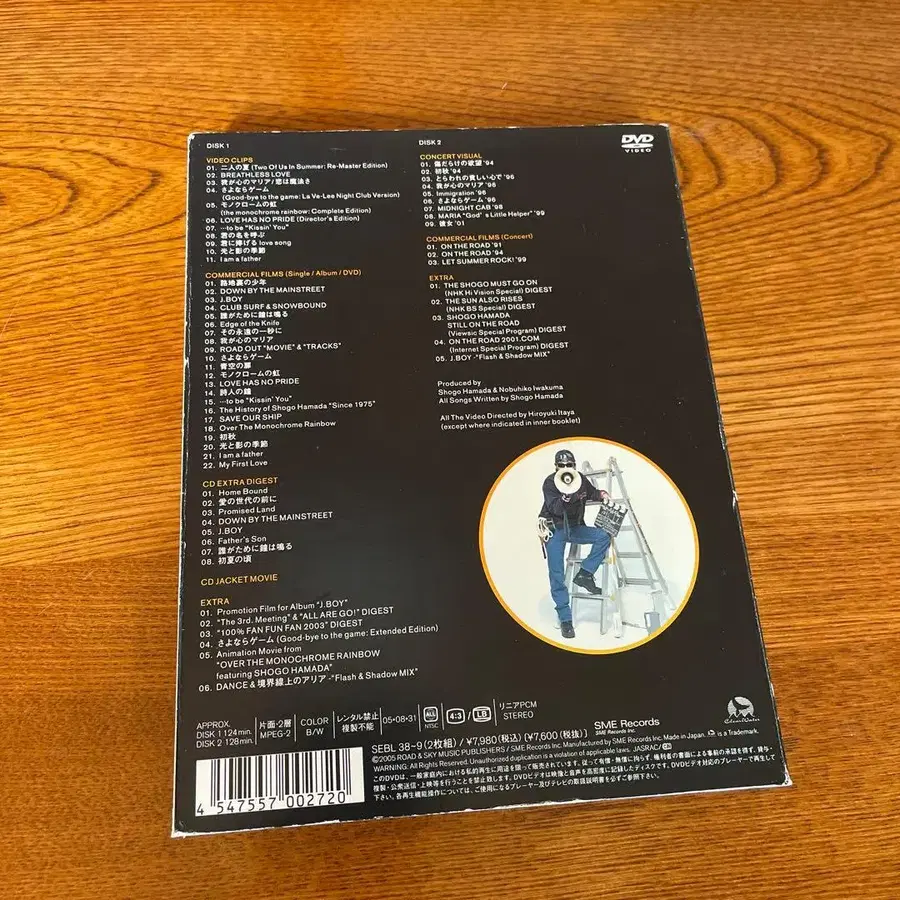 DISK 1
VIDEO CLIPS
01. 二人の夏 (Two Of Us In Summer: Re-Master Edition)
02. BREATHLESS LOVE
03. 我が心のマリア/恋は魔法さ
04. さよならゲーム
(Good-bye to the game: La Ve-Lee Night Club Version)
05. モノクロームの虹
(the monochrome rainbow: Complete Edition)
06. LOVE HAS NO PRIDE (Director's Edition)
07. …to be "Kissin' You"
08. 君の名を呼ぶ
09. 君に捧げる love song
10. 光と影の季節
11. I am a father
COMMERCIAL FILMS (Single / Album / DVD)
01. 路地裏の少年
02. DOWN BY THE MAINSTREET
03. J.BOY
04. CLUB SURF & SNOWBOUND
05. 誰がために鐘は鳴る
06. Edge of the Knife
07. その永遠の一秒に
08. 我が心のマリア
09. ROAD OUT "MOVIE" & "TRACKS"
10. さよならゲーム
11. 青空の扉
12. モノクロームの虹
13. LOVE HAS NO PRIDE
14. 詩人の鐘
15. …to be "Kissin' You"
16. The History of Shogo Hamada "Since 1975"
17. SAVE OUR SHIP
18. Over The Monochrome Rainbow
19. 初秋
20. 光と影の季節
21. I am a father
22. My First Love
CD EXTRA DIGEST
01. Home Bound
02. 愛の世代の前に
03. Promised Land
04. DOWN BY THE MAINSTREET
05. J.BOY
06. Father's Son
07. 誰がために鐘は鳴る
08. 初夏の頃
CD JACKET MOVIE
EXTRA
01. Promotion Film for Album "J.BOY"
02. "The 3rd. Meeting" & "ALL ARE GO!" DIGEST
03. "100% FAN FUN FAN 2003" DIGEST
04. さよならゲーム (Good-bye to the game: Extended Edition)
05. Animation Movie from
"OVER THE MONOCHROME RAINBOW
featuring SHOGO HAMADA"
06. DANCE & 境界線上のアリア -"Flash & Shadow MIX"
DISK 2
DVD
VIDEO
CONCERT VISUAL
01. 傷だらけの欲望 '94
02. 初秋 '94
03. とらわれの貧しい心で '96
04. 我が心のマリア '96
05. Immigration '96
06. さよならゲーム '96
07. MIDNIGHT CAB '98
08. MARIA "God's Little Helper" '99
09. 彼女 '01
COMMERCIAL FILMS (Concert)
01. ON THE ROAD '91
02. ON THE ROAD '94
03. LET SUMMER ROCK! '99
EXTRA
01. THE SHOGO MUST GO ON
(NHK Hi Vision Special) DIGEST
02. THE SUN ALSO RISES
(NHK BS Special) DIGEST
03. SHOGO HAMADA
STILL ON THE ROAD
(Viewsic Special Program) DIGEST
04. ON THE ROAD 2001.COM
(Internet Special Program) DIGEST
05. J.BOY -"Flash & Shadow MIX"
Produced by
Shogo Hamada & Nobuhiko Iwakuma
All Songs Written by Shogo Hamada
All The Video Directed by Hiroyuki Itaya
(except where indicated in inner booklet)
APPROX.
DISK 1 124min.
DISK 2 128min.
片面・2層
MPEG-2
COLOR
B/W
レンタル禁止
複製不能
05・08・31
ALL
NTSC
4:3 / LB
リニアPCM
STEREO
SME Records
SME Records Inc.
SEBL 38~9 (2枚組) / ¥7,980(税込) (¥7,600(税抜))
©2005 ROAD & SKY MUSIC PUBLISHERS / SME Records Inc. Manufactured by SME Records Inc. Made in Japan. is a Trademark.
WARNING: All Rights Reserved. Unauthorized duplication is a violation of applicable laws. JASRAC
4 547557 002720